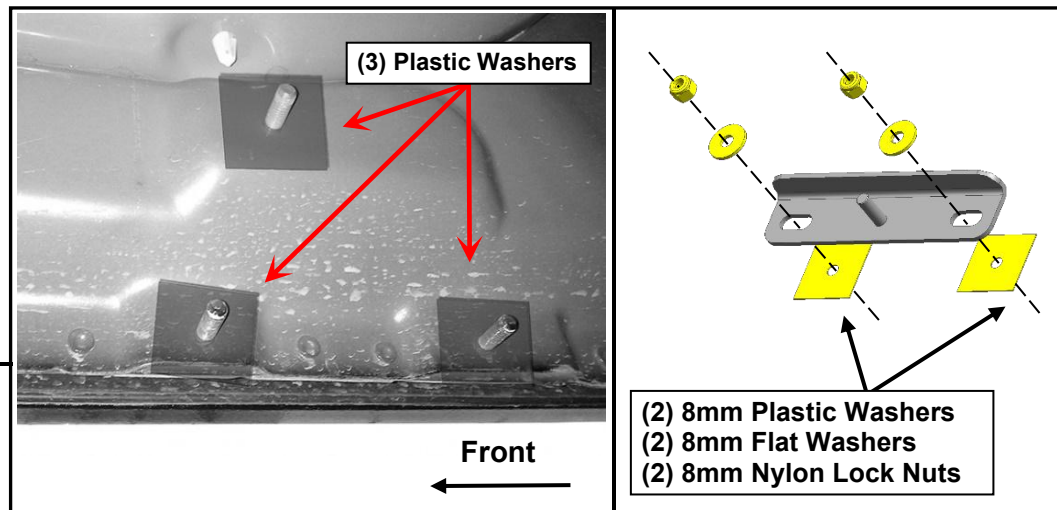 (3) Plastic Washers
Front
(2) 8mm Plastic Washers
(2) 8mm Flat Washers
(2) 8mm Nylon Lock Nuts